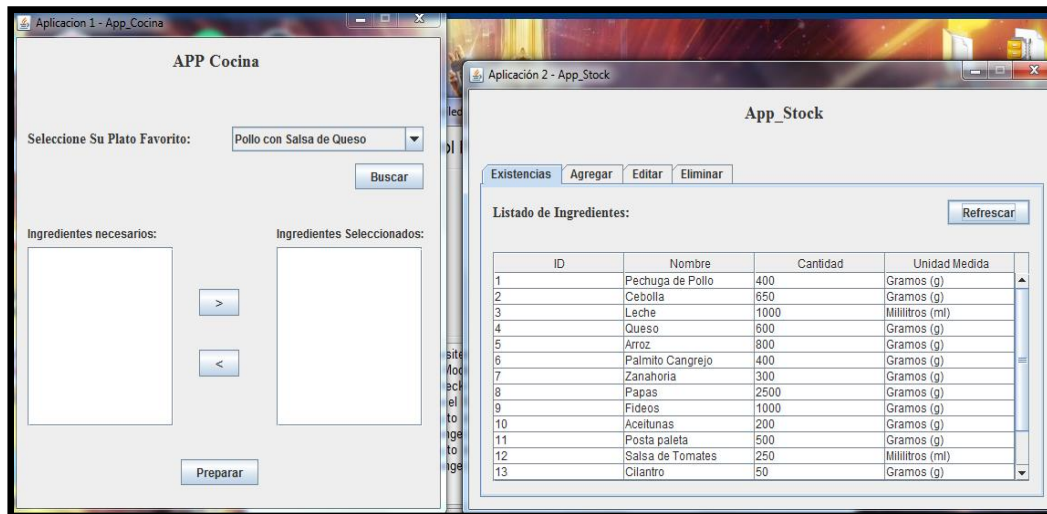 Aplicacion 1 - App_Cocina
APP Cocina
Seleccione Su Plato Favorito:
Pollo con Salsa de Queso
Buscar
Ingredientes necesarios:
Ingredientes Seleccionados:
>
<
Preparar
Aplicación 2 - App_Stock
App_Stock
Existencias Agregar Editar Eliminar
Listado de Ingredientes:
Refrescar
ID Nombre Cantidad Unidad Medida
1 Pechuga de Pollo 400 Gramos (g)
2 Cebolla 650 Gramos (g)
3 Leche 1000 Mililitros (ml)
4 Queso 600 Gramos (g)
5 Arroz 800 Gramos (g)
6 Palmito Cangrejo 400 Gramos (g)
7 Zanahoria 300 Gramos (g)
8 Papas 2500 Gramos (g)
9 Fideos 1000 Gramos (g)
10 Aceitunas 200 Gramos (g)
11 Posta paleta 500 Gramos (g)
12 Salsa de Tomates 250 Mililitros (ml)
13 Cilantro 50 Gramos (g)